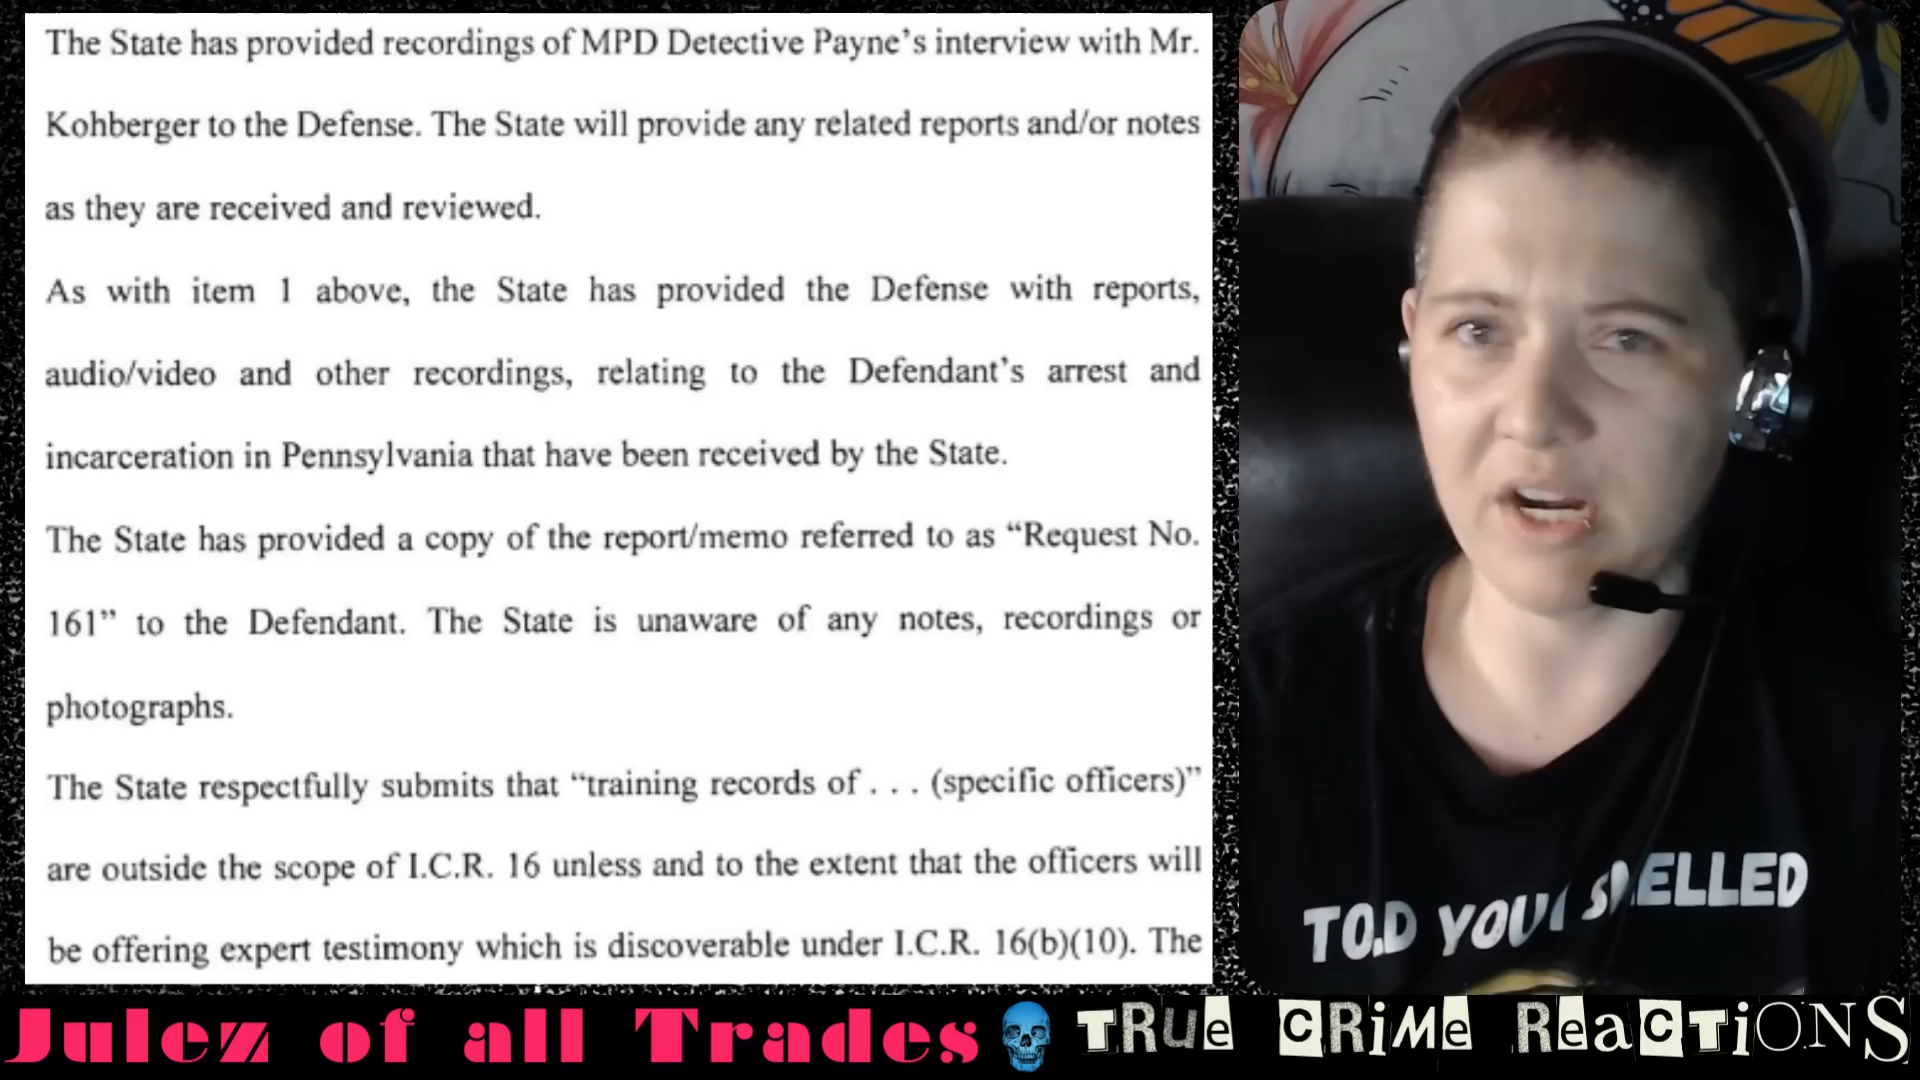 The State has provided recordings of MPD Detective Payne's interview with Mr.
Kohberger to the Defense. The State will provide any related reports and/or notes
as they are received and reviewed.
As with item 1 above, the State has provided the Defense with reports,
audio/video and other recordings, relating to the Defendant's arrest and
incarceration in Pennsylvania that have been received by the State.
The State has provided a copy of the report/memo referred to as “Request No.
161” to the Defendant. The State is unaware of any notes, recordings or
photographs.
The State respectfully submits that “training records of . . . (specific officers)”
are outside the scope of I.C.R. 16 unless and to the extent that the officers will
be offering expert testimony which is discoverable under I.C.R. 16(b)(10). The
YOU SMELLED
Julez of all Trades TRUE CRiMe ReaCTiONS